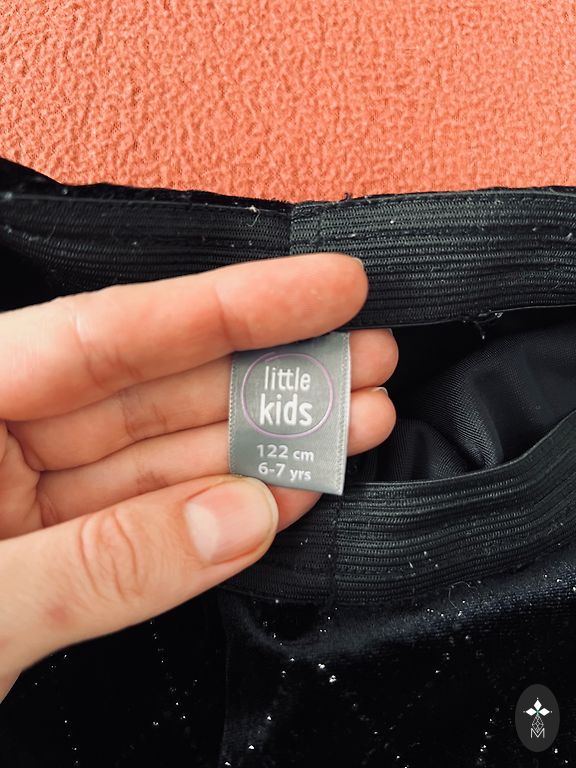 little
kids
122 cm
6-7 yrs
M